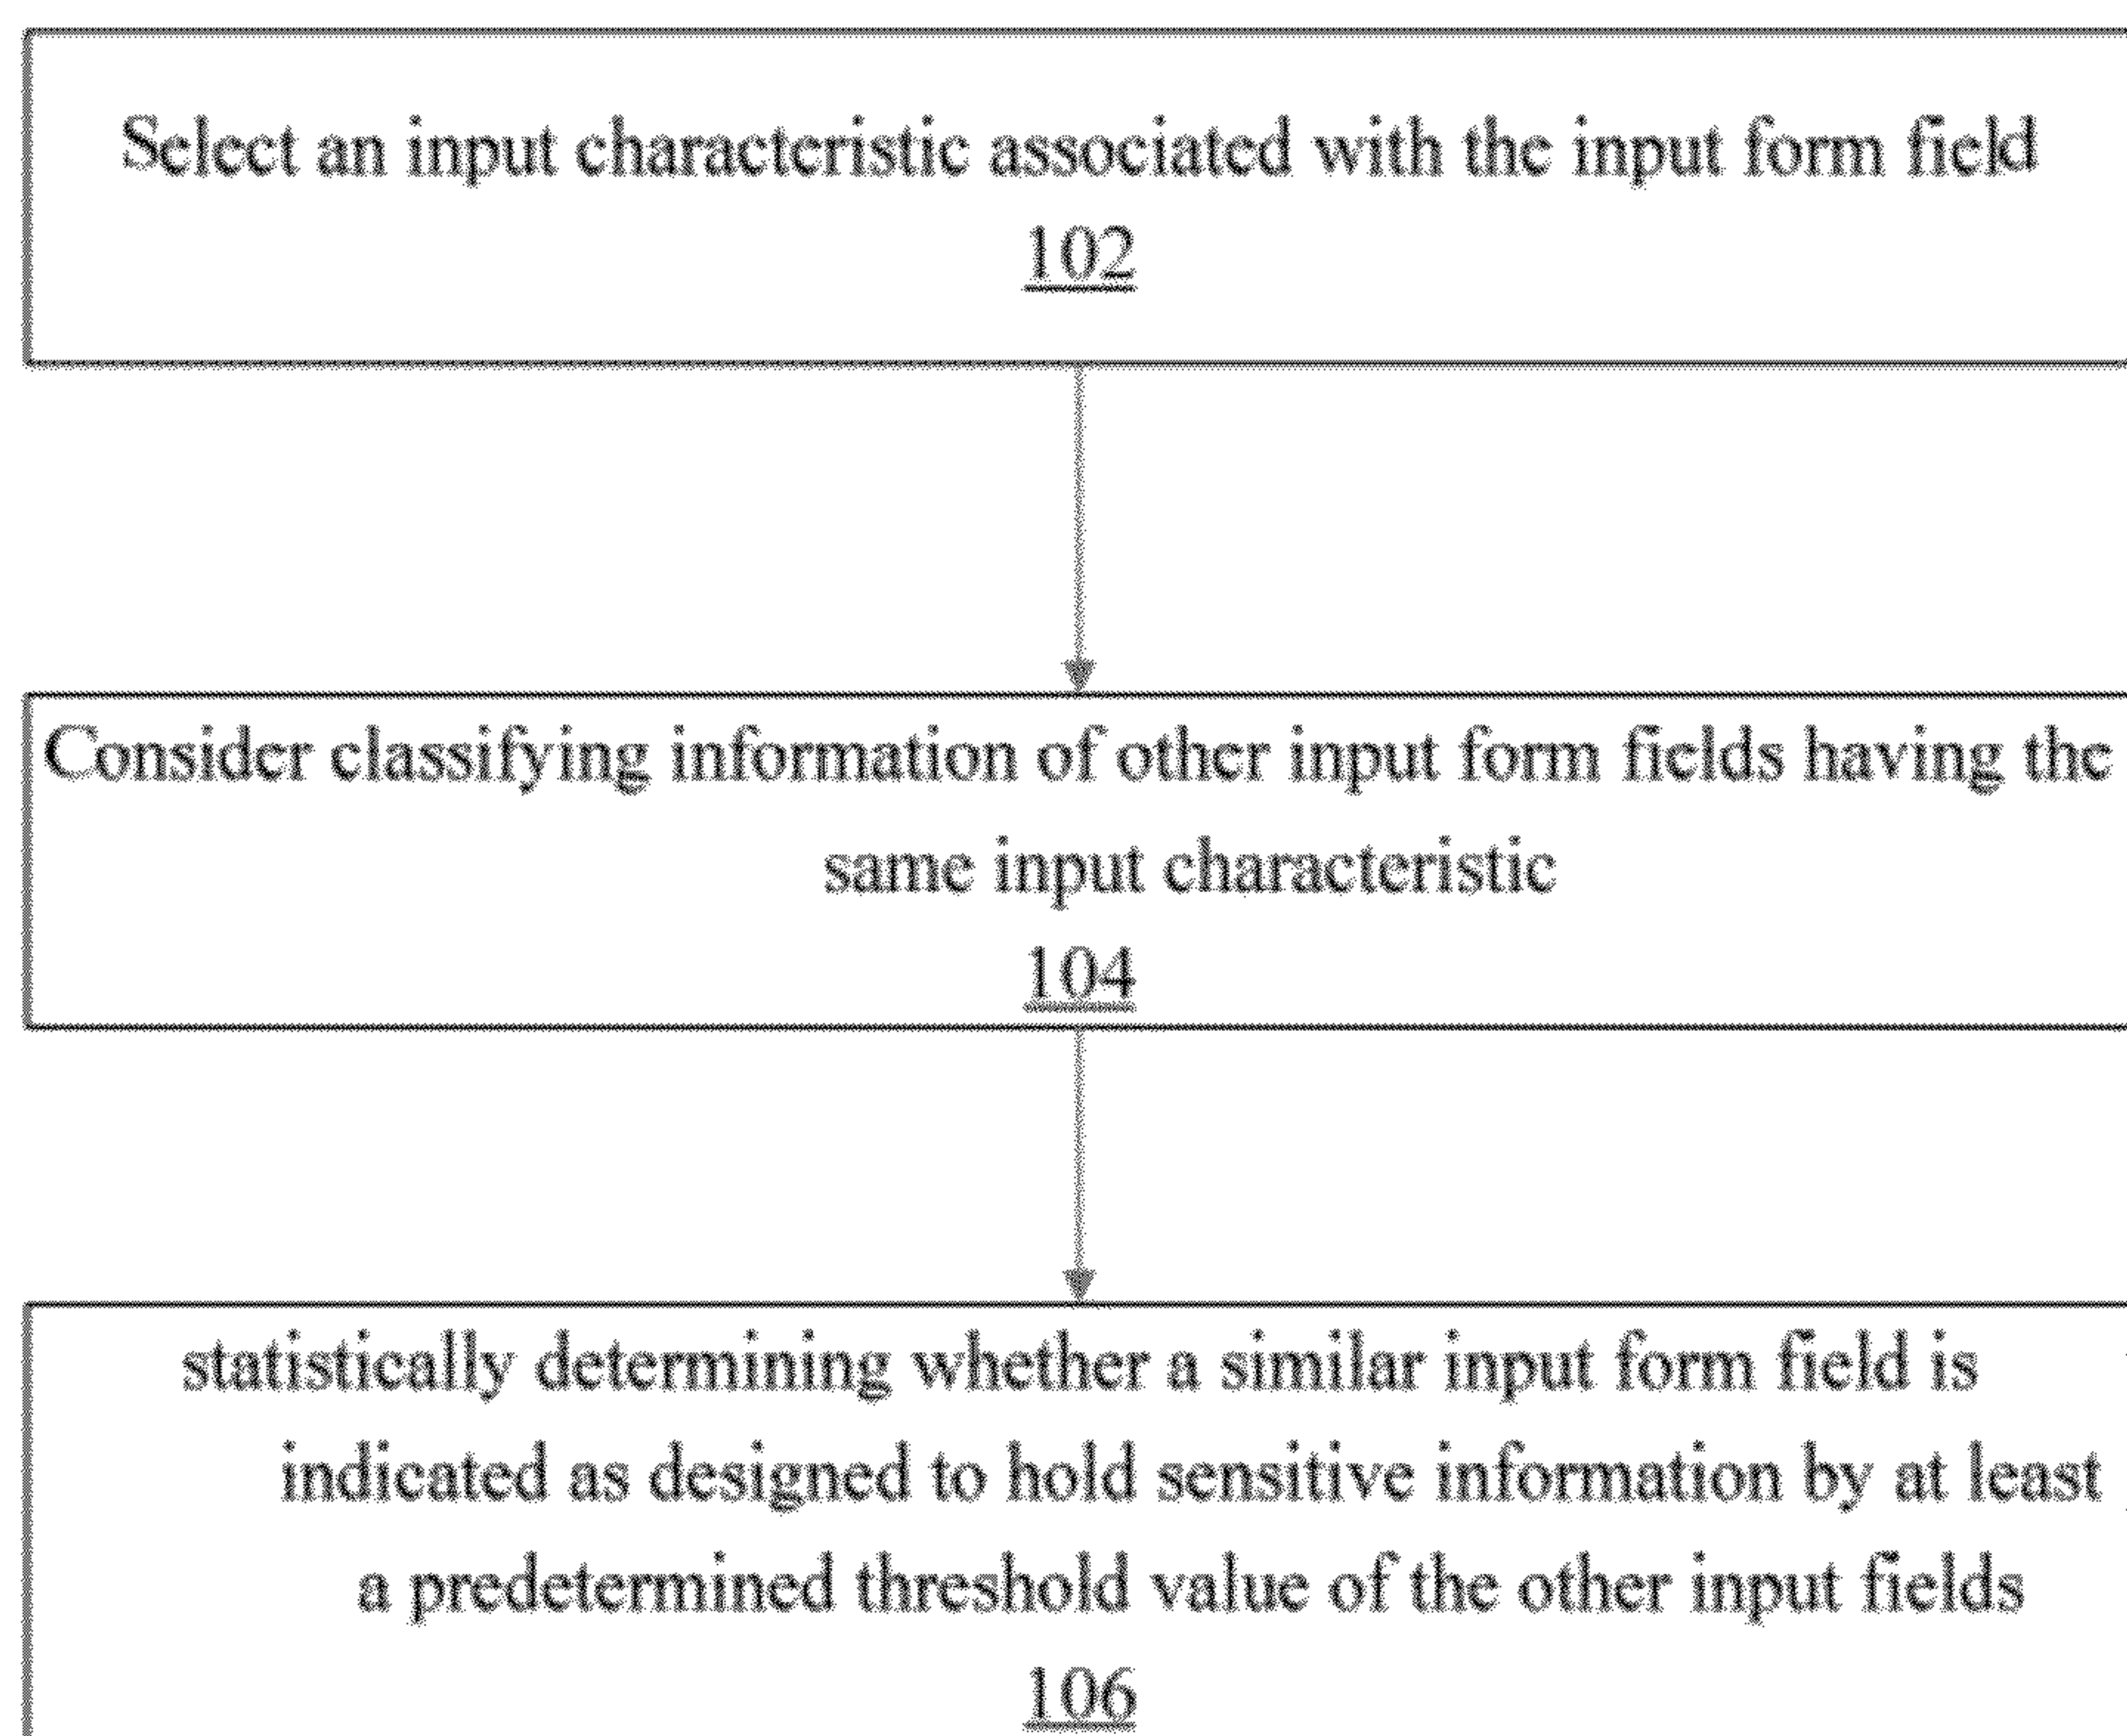 Select an input characteristic associated with the input form field
102
Consider classifying information of other input form fields having the
same input characteristic
104
statistically determining whether a similar input form field is
indicated as designed to hold sensitive information by at least
a predetermined threshold value of the other input fields
106